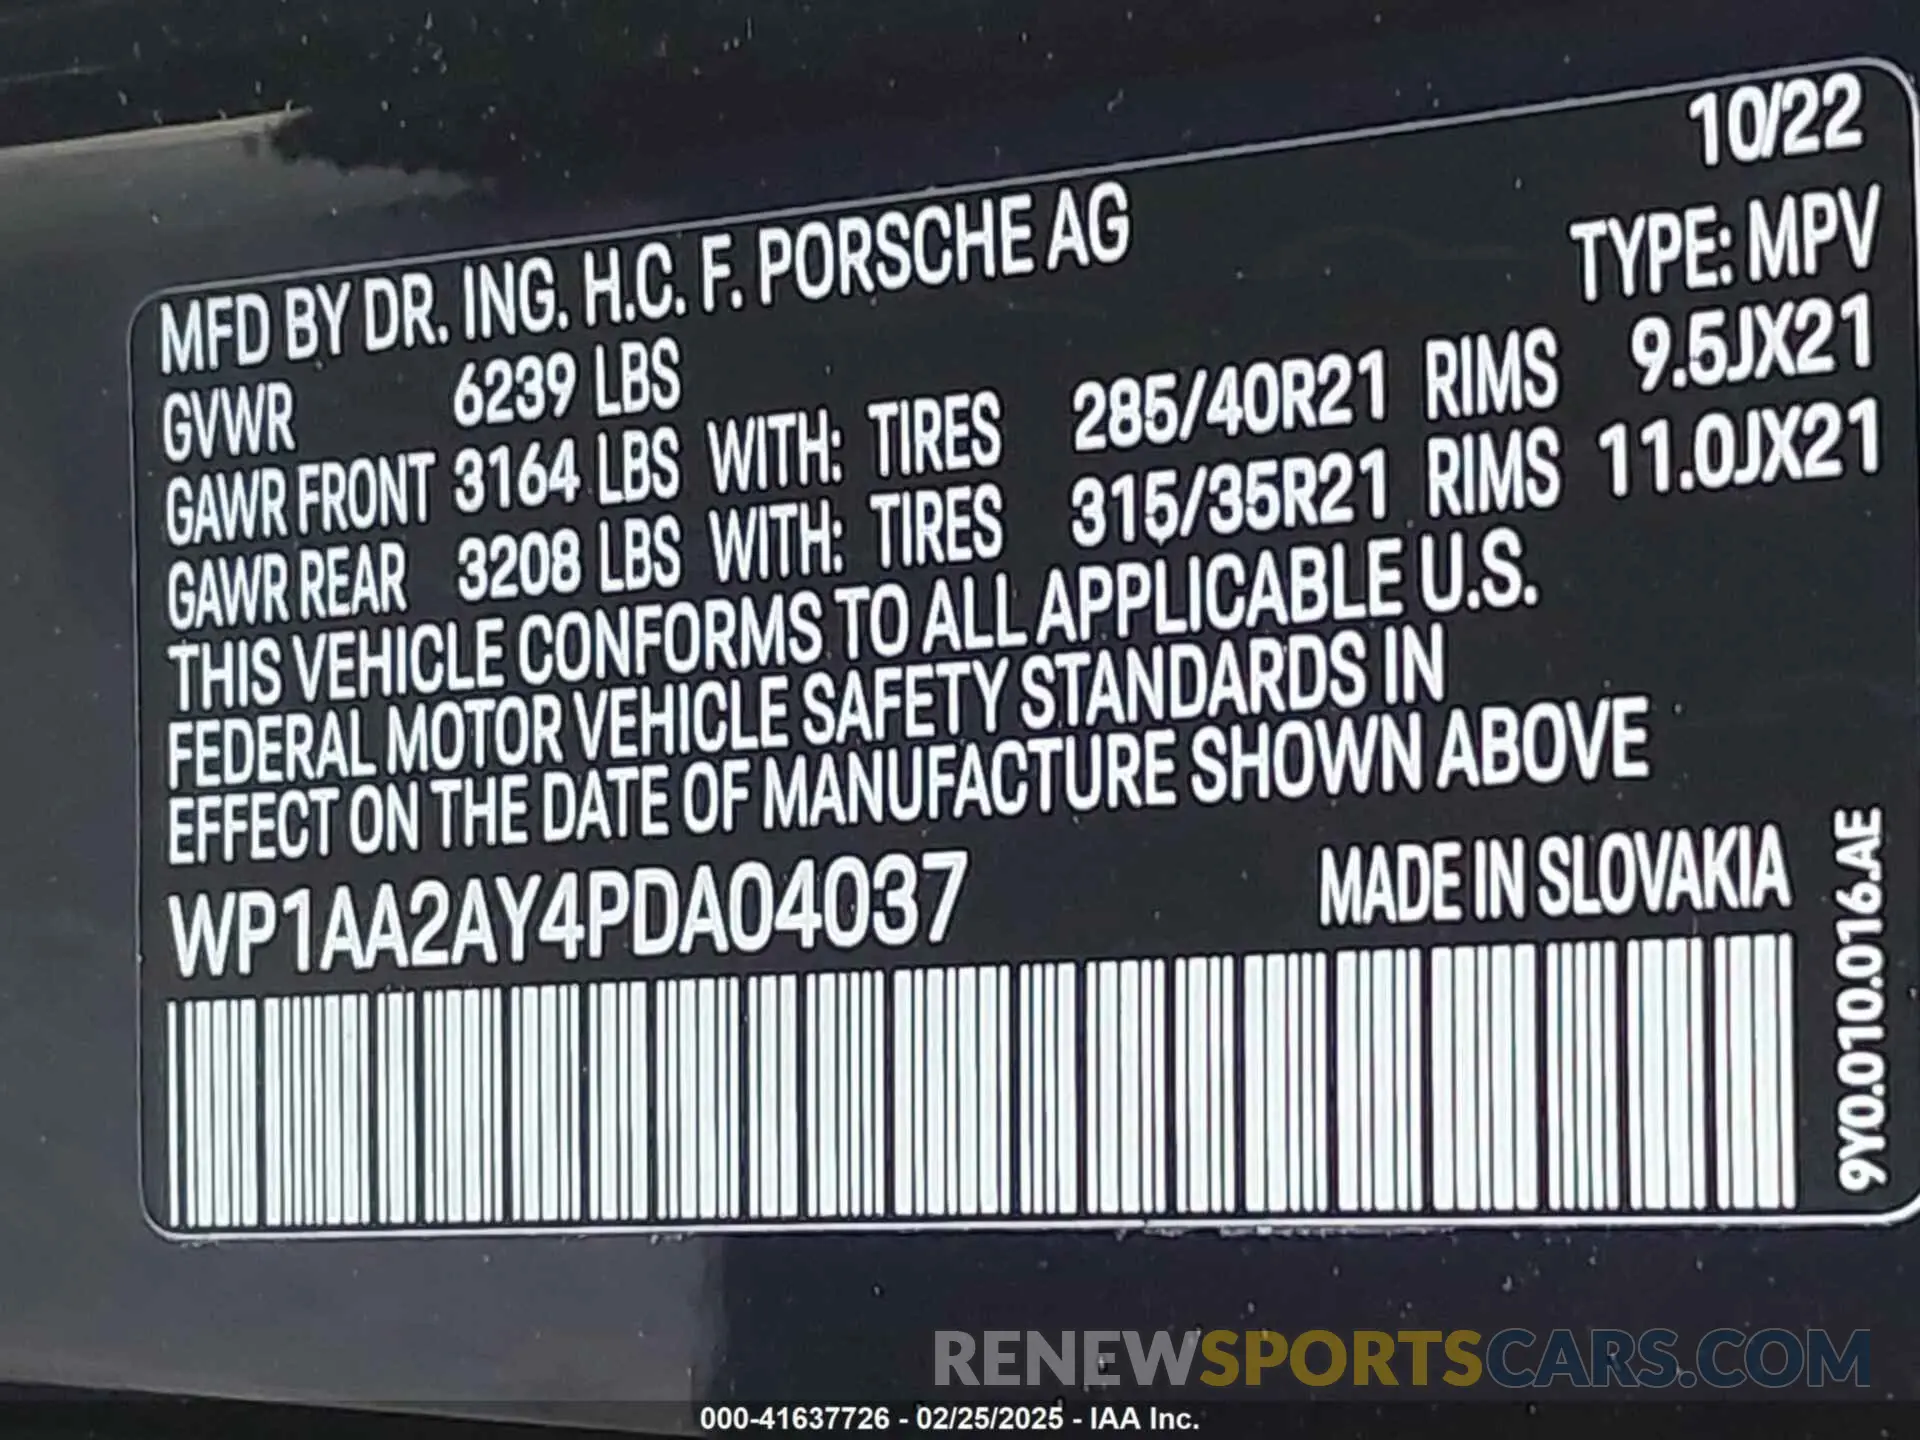 10/22
MFD BY DR. ING. H.C. F. PORSCHE AG TYPE: MPV
GVWR 6239 LBS
GAWR FRONT 3164 LBS WITH: TIRES 285/40R21 RIMS 9.5JX21
GAWR REAR 3208 LBS WITH: TIRES 315/35R21 RIMS 11.0JX21
THIS VEHICLE CONFORMS TO ALL APPLICABLE U.S.
FEDERAL MOTOR VEHICLE SAFETY STANDARDS IN
EFFECT ON THE DATE OF MANUFACTURE SHOWN ABOVE
WP1AA2AY4PDA04037 MADE IN SLOVAKIA
9Y0.010.016.AE
RENEWSPORTSCARS.COM
000-41637726 - 02/25/2025 - IAA Inc.